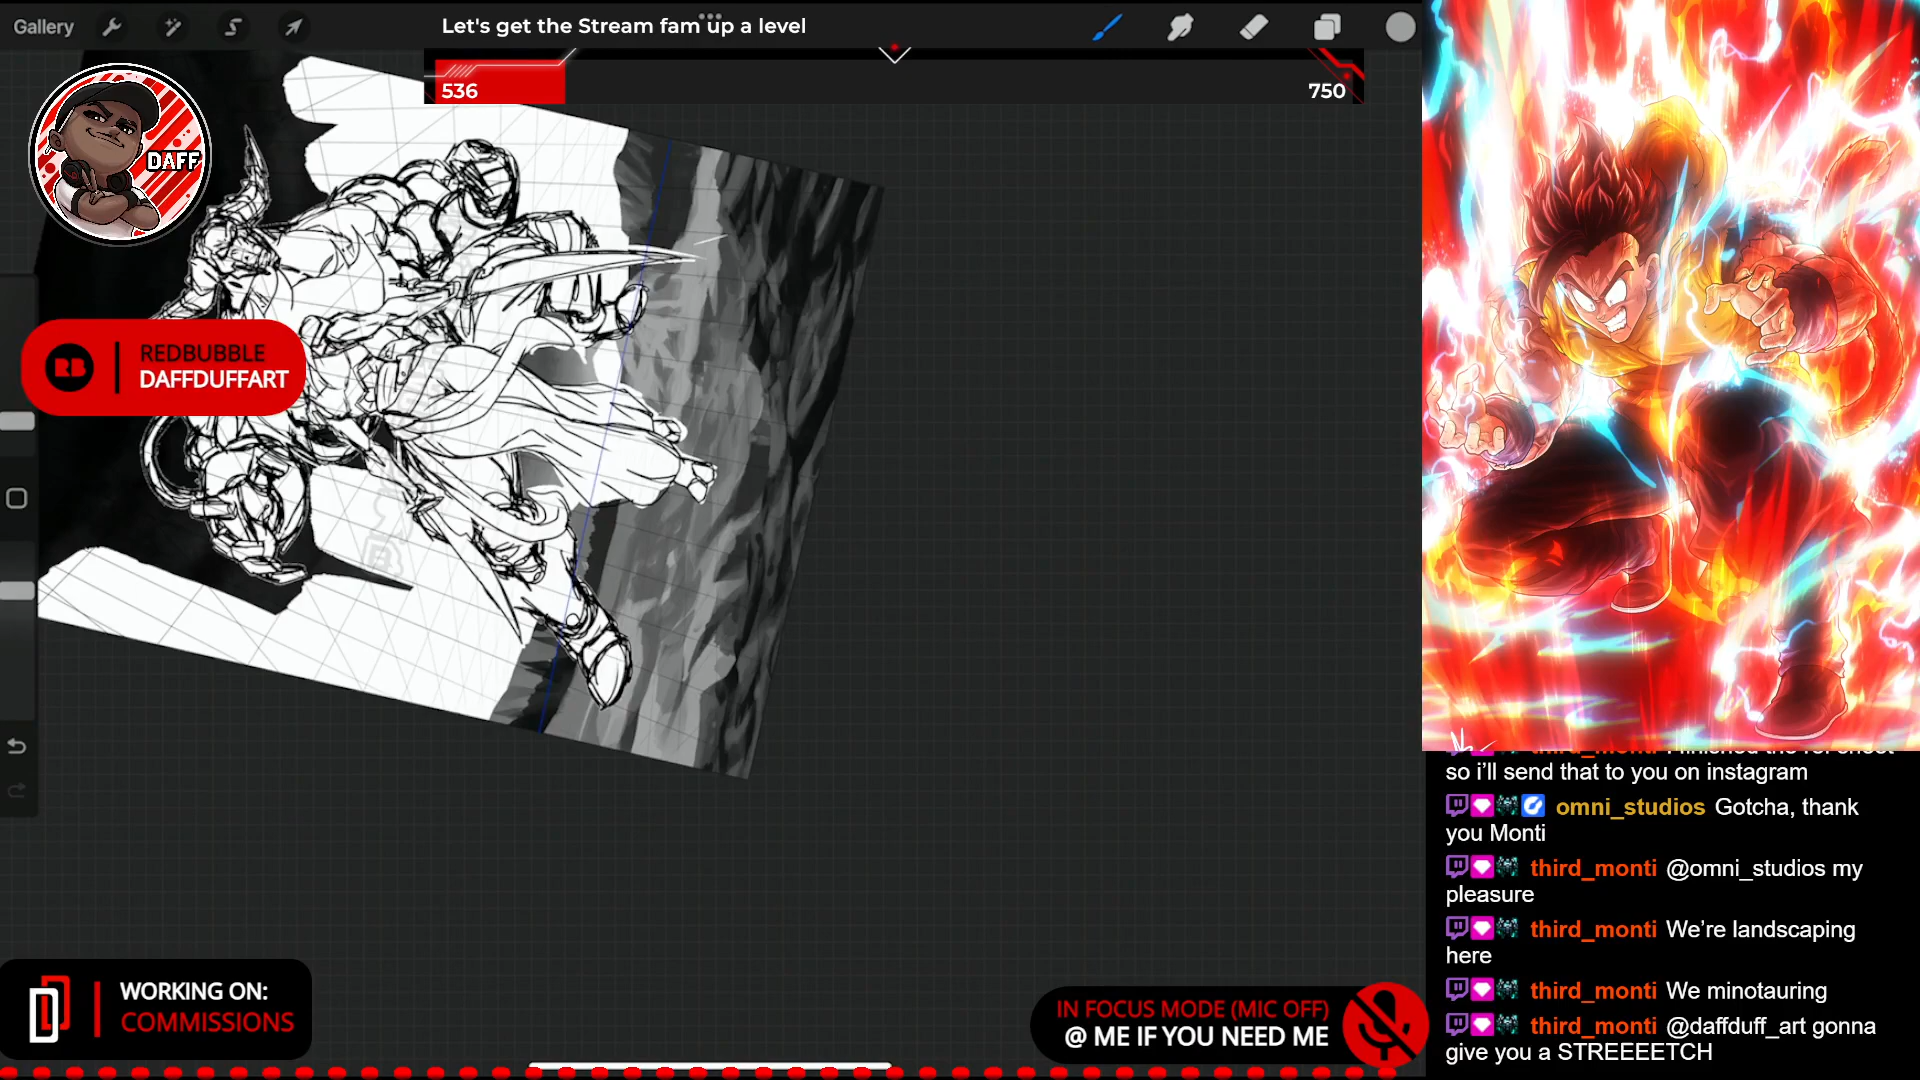 Gallery
Let's get the Stream fam up a level
536
750
DAFF
RB
REDBUBBLE
DAFFDUFFART
so i'll send that to you on instagram
omni_studios Gotcha, thank
you Monti
third_monti @omni_studios my
pleasure
third_monti We're landscaping
here
third_monti We minotauring
third_monti @daffduff_art gonna
give you a STREEEETCH
WORKING ON:
COMMISSIONS
IN FOCUS MODE (MIC OFF)
@ ME IF YOU NEED ME